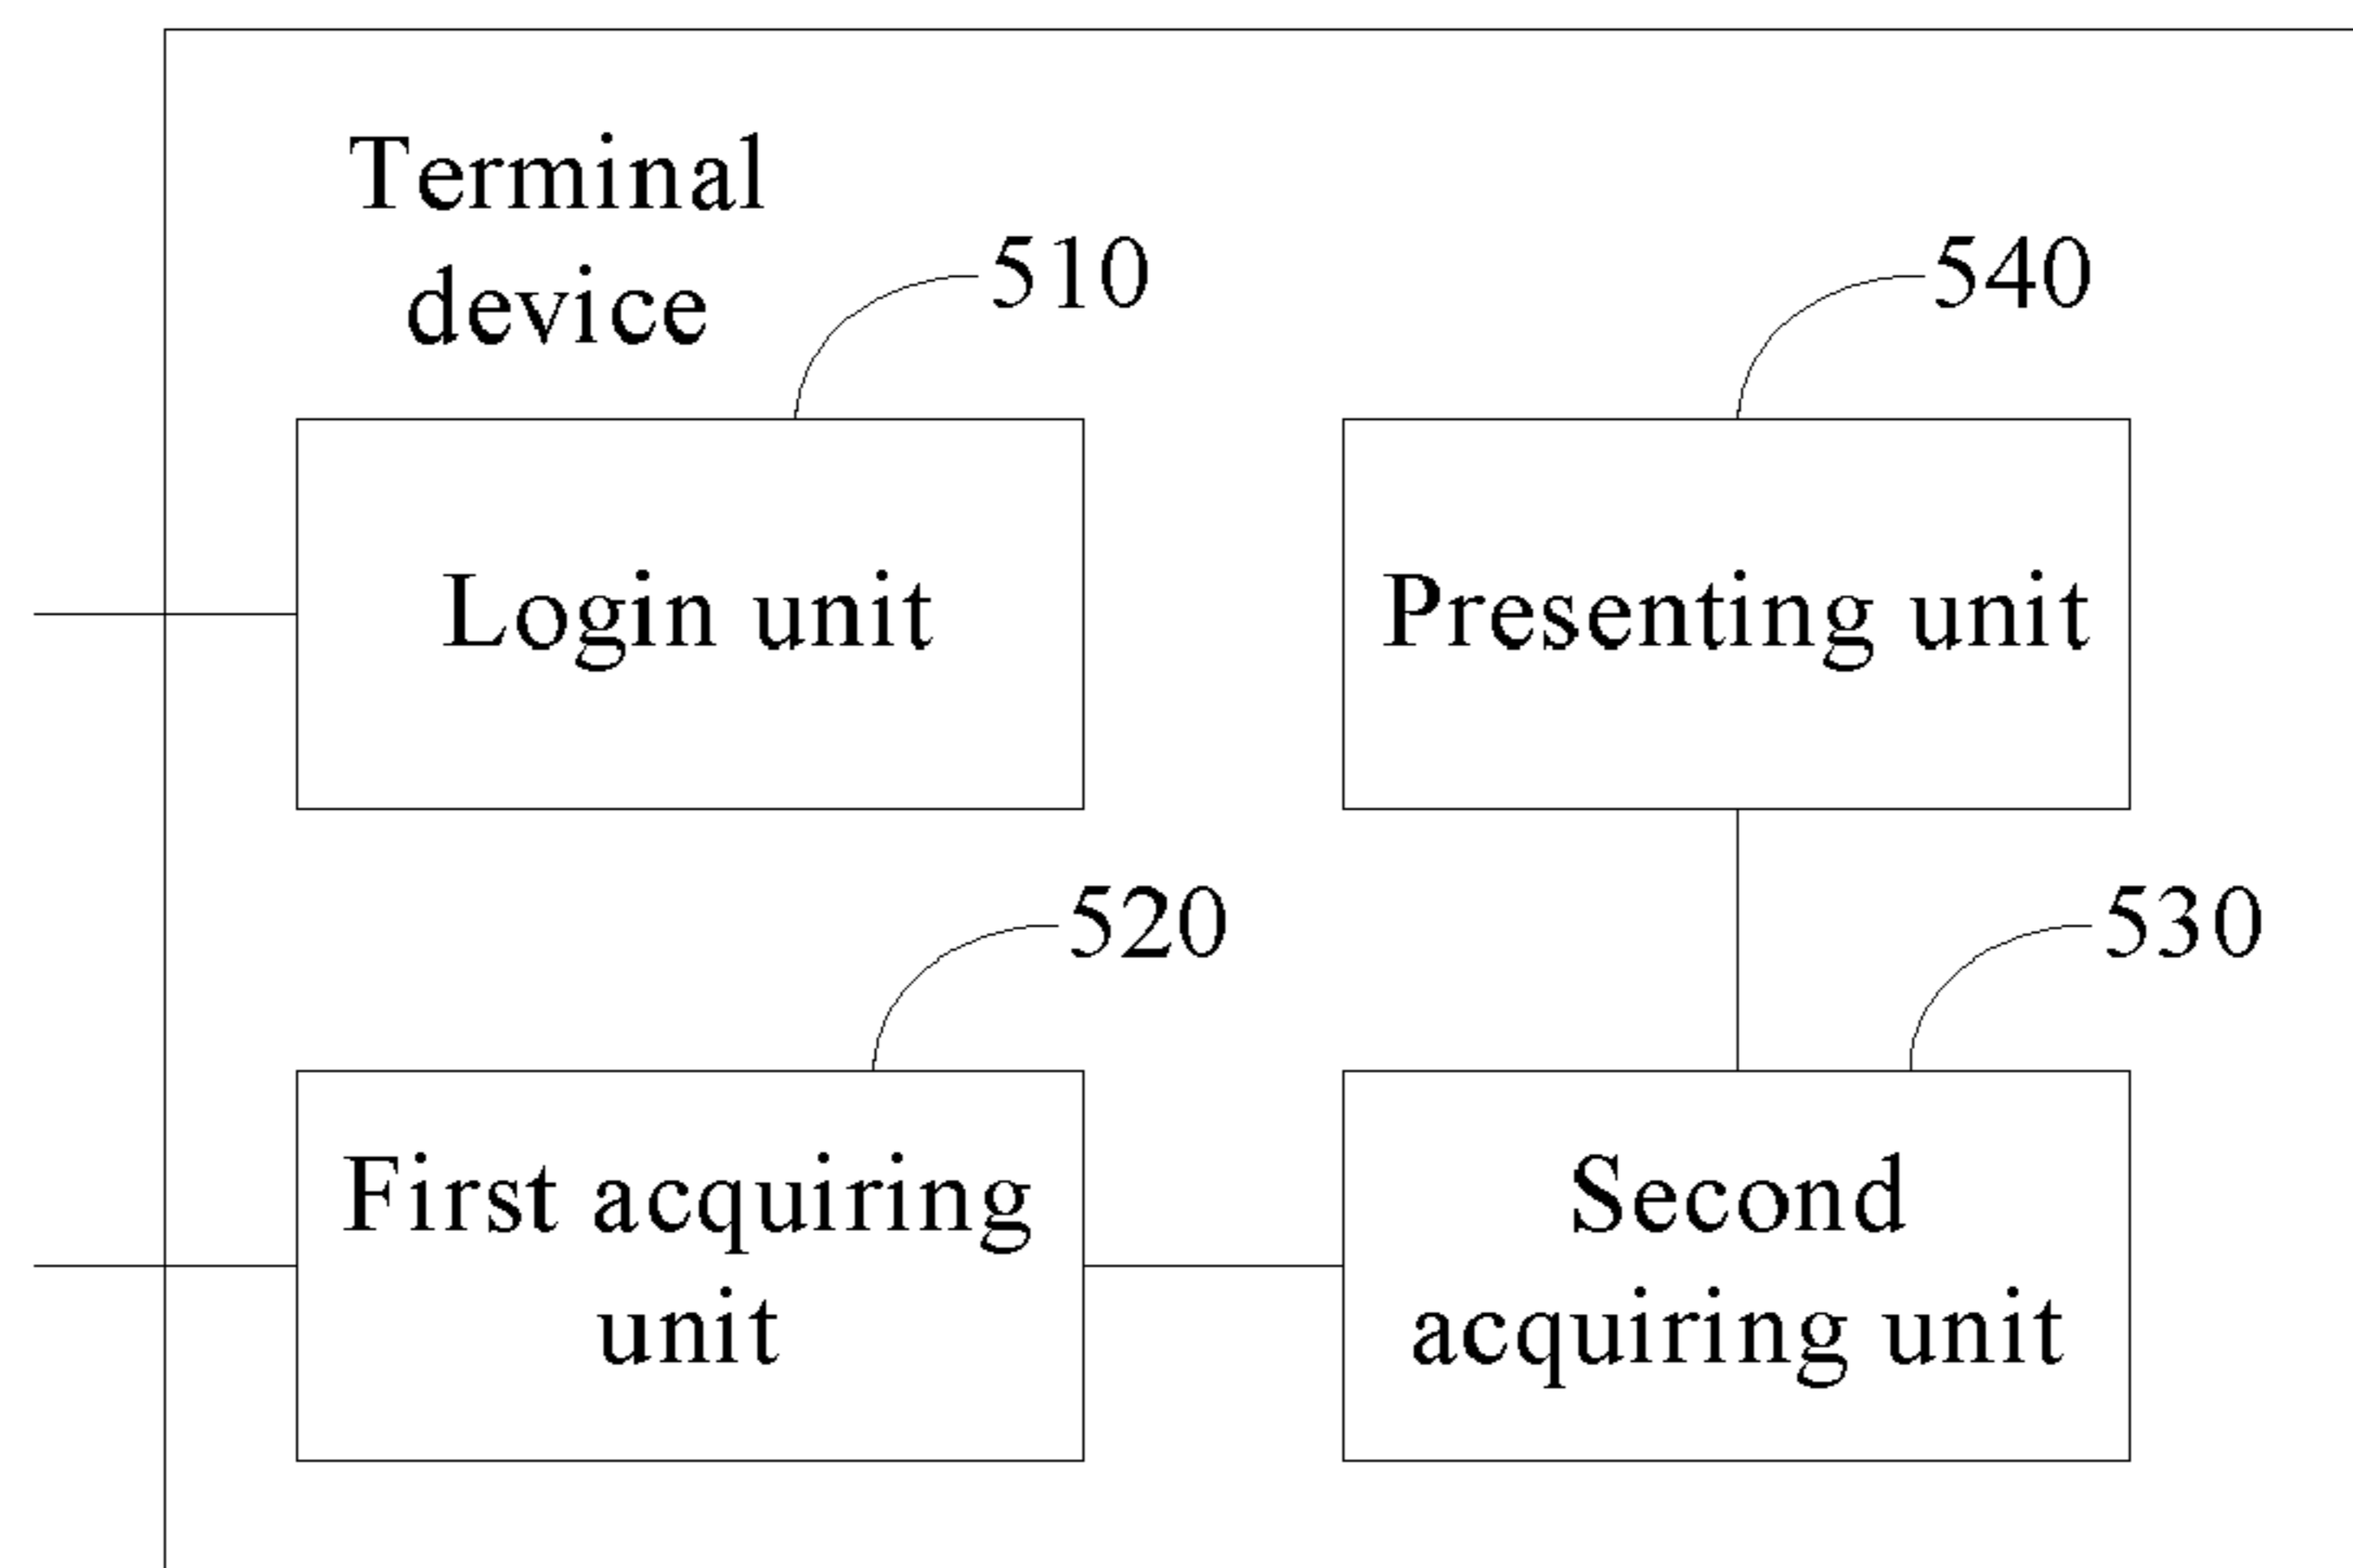 Terminal
device
510
540
Login unit
Presenting unit
520
530
First acquiring
unit
Second
acquiring unit